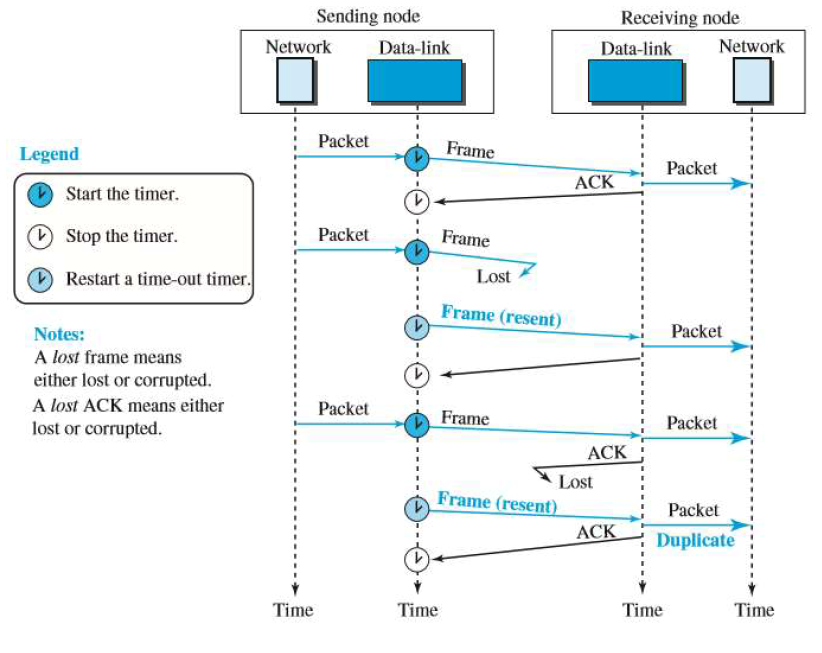 Sending node
Receiving node
Network
Data-link
Data-link
Network
Packet
Frame
Packet
ACK
Legend
Start the timer.
Stop the timer.
Restart a time-out timer.
Packet
Frame
Lost
Frame (resent)
Packet
Notes:
A lost frame means
either lost or corrupted.
A lost ACK means either
lost or corrupted.
Packet
Frame
Packet
ACK
Lost
Frame (resent)
Packet
ACK
Duplicate
Time
Time
Time
Time